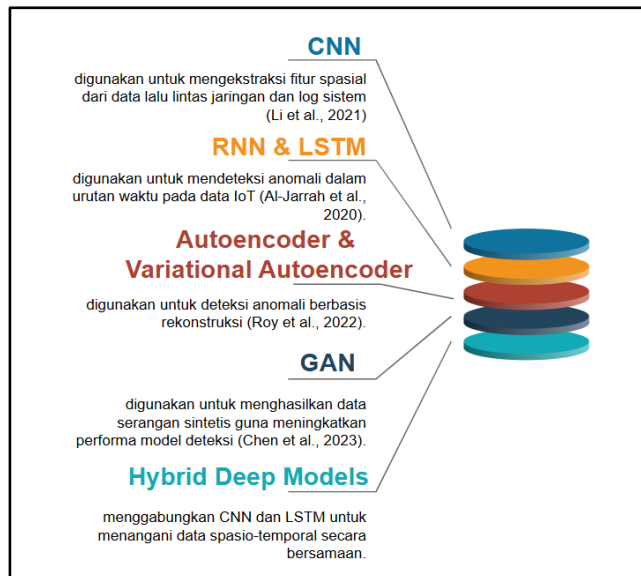 CNN
digunakan untuk mengekstraksi fitur spasial
dari data lalu lintas jaringan dan log sistem
(Li et al., 2021)
RNN & LSTM
digunakan untuk mendeteksi anomali dalam
urutan waktu pada data IoT (Al-Jarrah et al.,
2020).
Autoencoder &
Variational Autoencoder
digunakan untuk deteksi anomali berbasis
rekonstruksi (Roy et al., 2022).
GAN
digunakan untuk menghasilkan data
serangan sintetis guna meningkatkan
performa model deteksi (Chen et al., 2023).
Hybrid Deep Models
menggabungkan CNN dan LSTM untuk
menangani data spasio-temporal secara
bersamaan.